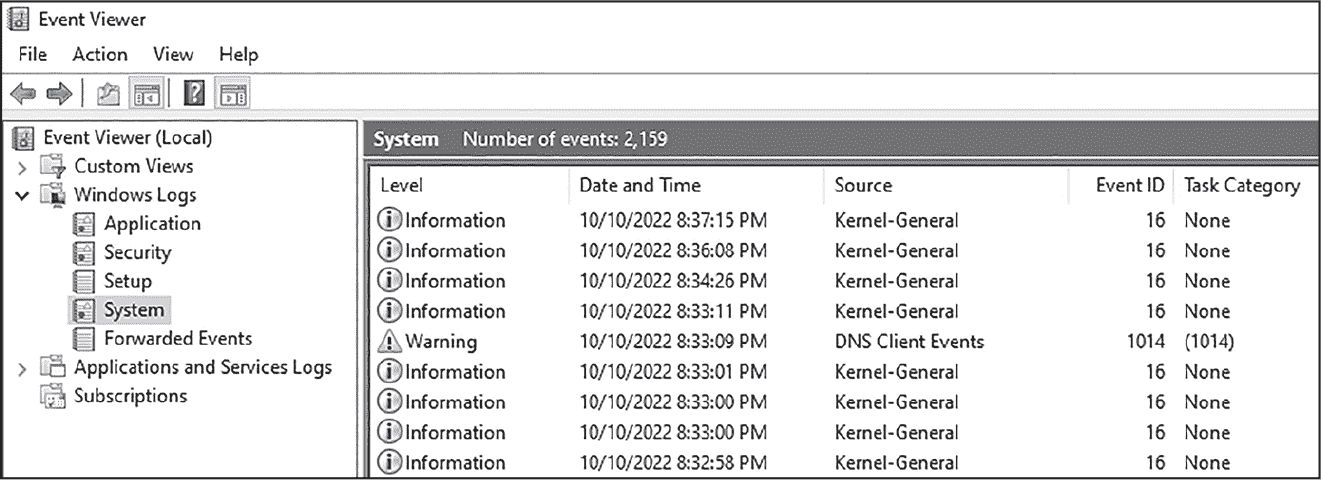 Event Viewer
File Action View Help
Event Viewer (Local)
Custom Views
Windows Logs
Application
Security
Setup
System
Forwarded Events
Applications and Services Logs
Subscriptions
System Number of events: 2,159
Level Date and Time Source Event ID Task Category
Information 10/10/2022 8:37:15 PM Kernel-General 16 None
Information 10/10/2022 8:36:08 PM Kernel-General 16 None
Information 10/10/2022 8:34:26 PM Kernel-General 16 None
Information 10/10/2022 8:33:11 PM Kernel-General 16 None
Warning 10/10/2022 8:33:09 PM DNS Client Events 1014 (1014)
Information 10/10/2022 8:33:01 PM Kernel-General 16 None
Information 10/10/2022 8:33:00 PM Kernel-General 16 None
Information 10/10/2022 8:33:00 PM Kernel-General 16 None
Information 10/10/2022 8:32:58 PM Kernel-General 16 None